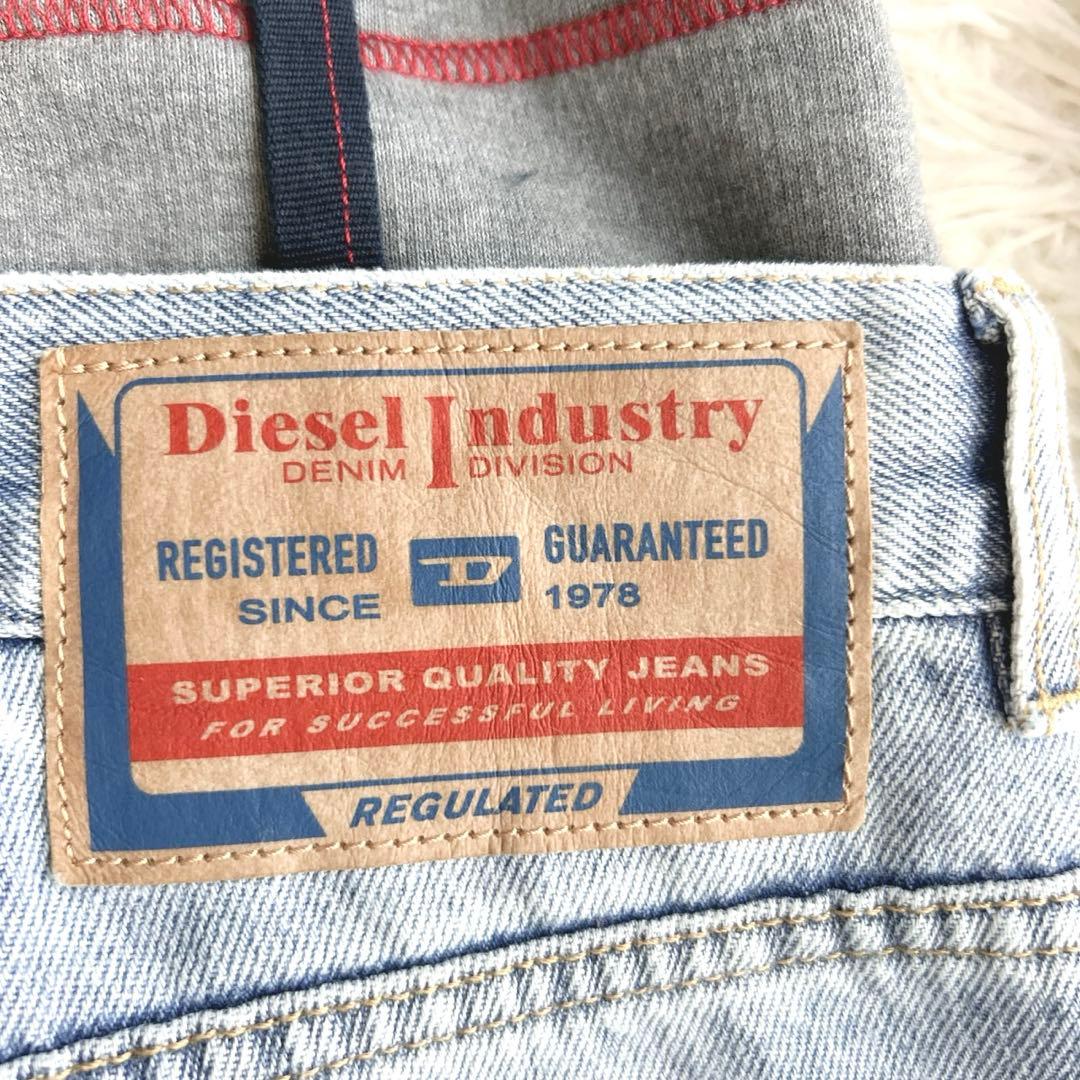 Diesel Industry
DENIM DIVISION
REGISTERED D GUARANTEED
SINCE 1978
SUPERIOR QUALITY JEANS
FOR SUCCESSFUL LIVING
REGULATED